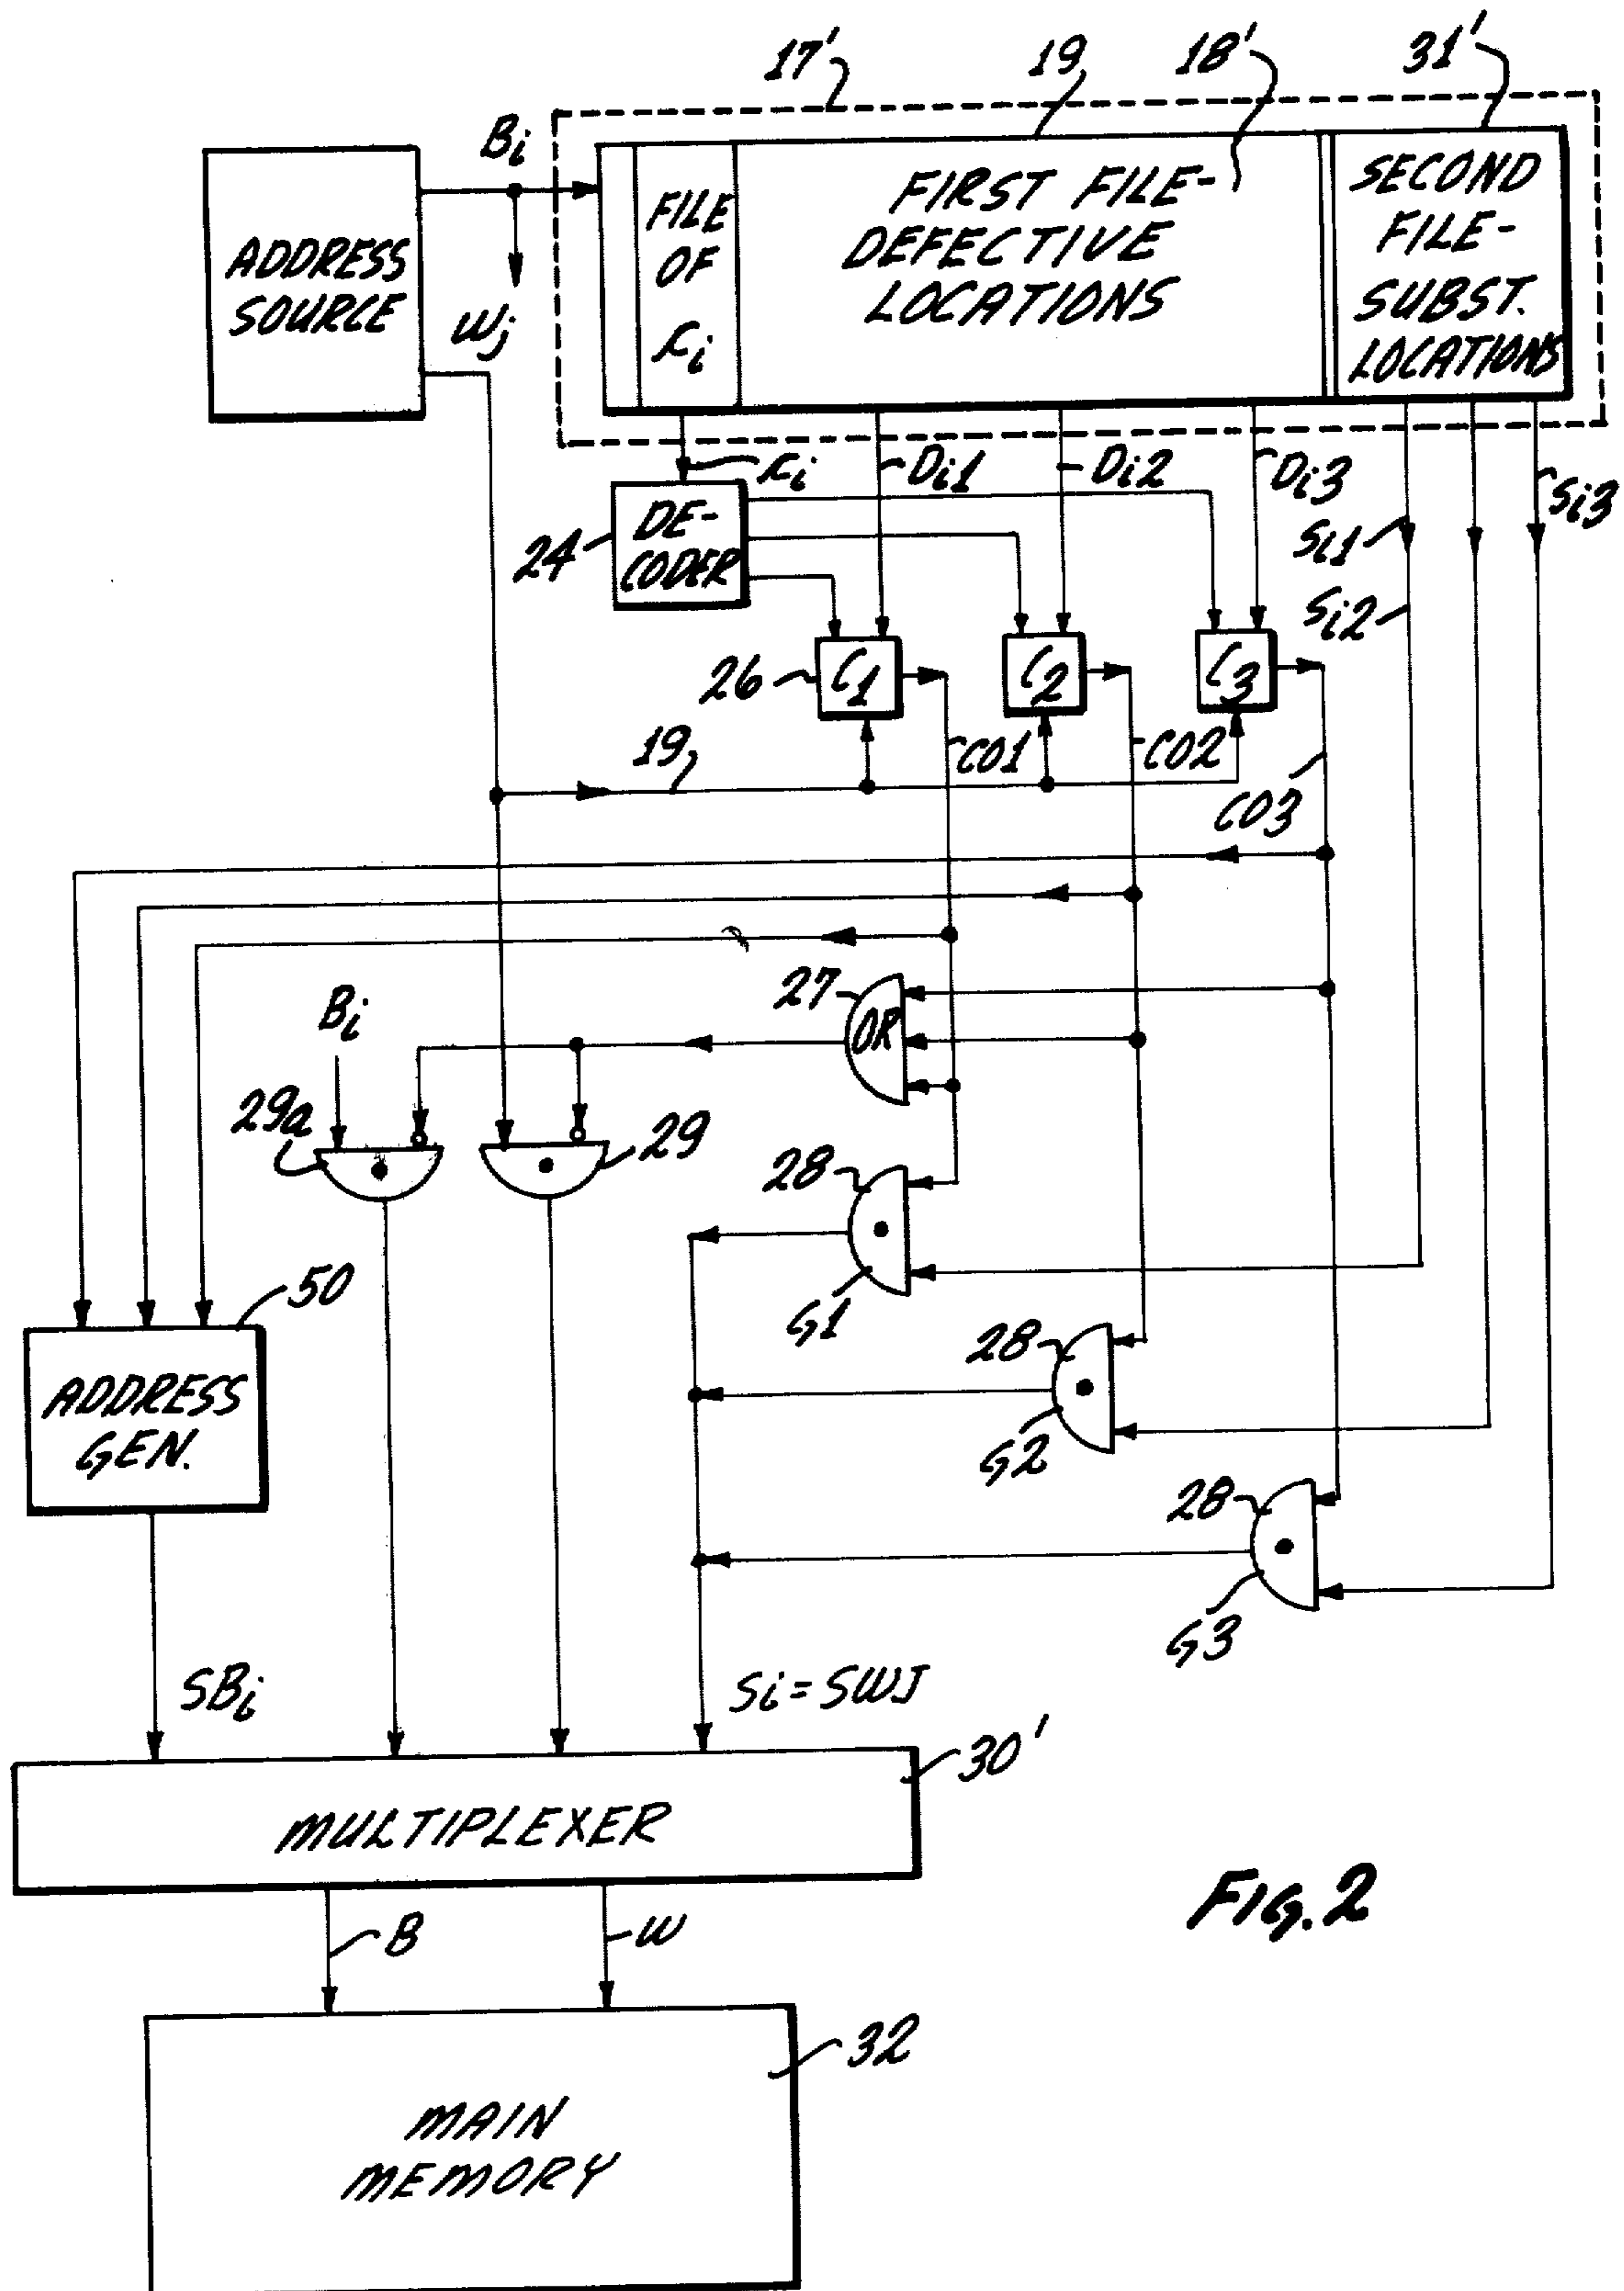 17'
19
18'
31'
Bi
ADDRESS
SOURCE
Wj
FILE
OF
ri
FIRST FILE-
DEFECTIVE
LOCATIONS
SECOND
FILE-
SUBST.
LOCATIONS
ri
Di1
Di2
Di3
Si1
Si3
24
DE-
CODER
Si2
26
C1
C2
C3
19
CO1
CO2
CO3
27
OR
Bi
29a
29
28
G1
50
ADDRESS
GEN.
28
G2
28
G3
SBi
Si=SWJ
30'
MULTIPLEXER
B
W
FIG. 2
32
MAIN
MEMORY